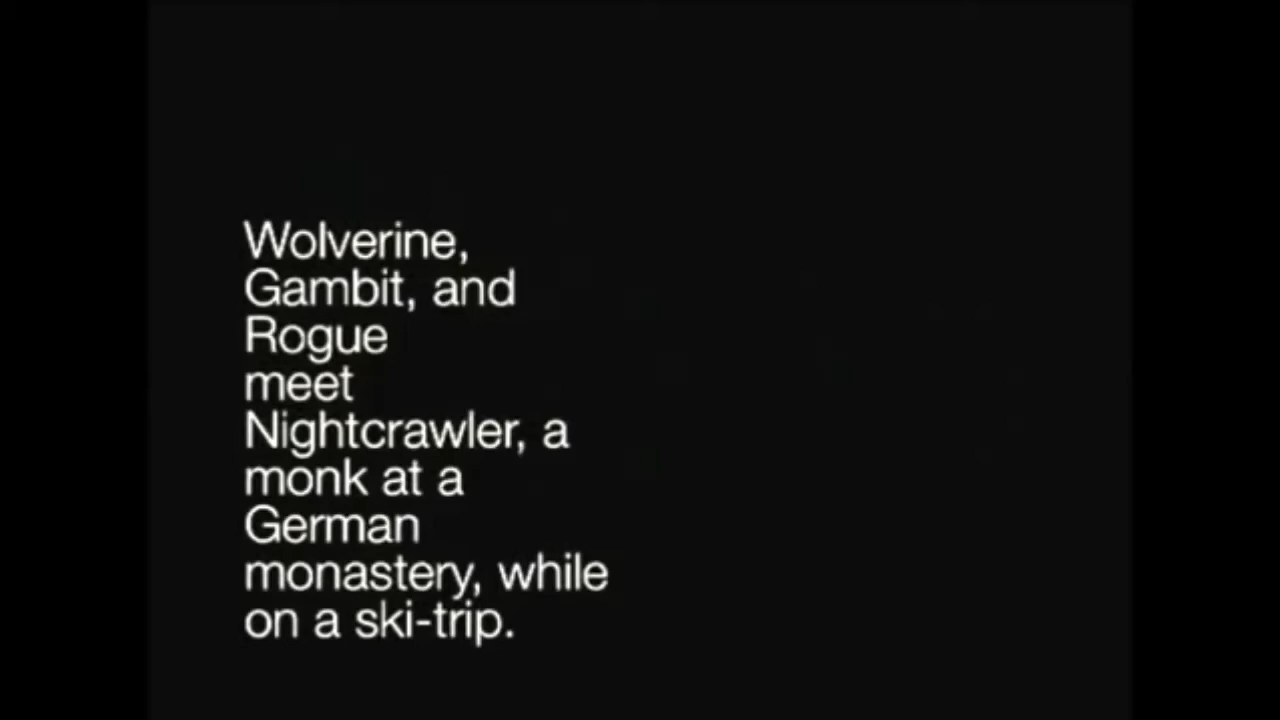 Wolverine,
Gambit, and
Rogue
meet
Nightcrawler, a
monk at a
German
monastery, while
on a ski-trip.